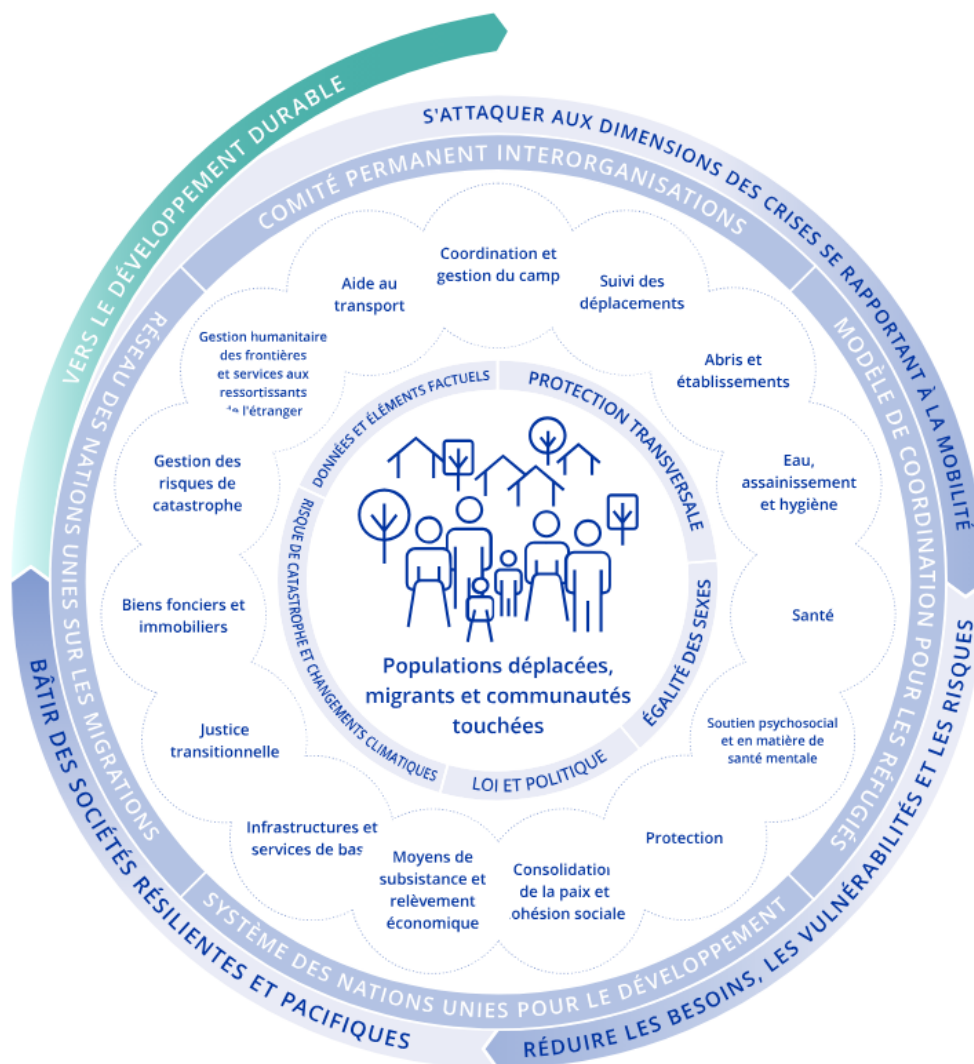 VERS LE DÉVELOPPEMENT DURABLE
S'ATTAQUER AUX DIMENSIONS DES CRISES SE RAPPORTANT À LA MOBILITÉ
RÉDUIRE LES BESOINS, LES VULNÉRABILITÉS ET LES RISQUES
BÂTIR DES SOCIÉTÉS RÉSILIENTES ET PACIFIQUES
COMITÉ PERMANENT INTERORGANISATIONS
MODÈLE DE COORDINATION POUR LES RÉFUGIÉS
SYSTÈME DES NATIONS UNIES POUR LE DÉVELOPPEMENT
RÉSEAU DES NATIONS UNIES SUR LES MIGRATIONS
Coordination et
gestion du camp
Suivi des
déplacements
Abris et
établissements
Eau,
assainissement
et hygiène
Santé
Soutien psychosocial
et en matière de
santé mentale
Protection
Consolidation
de la paix et
ohésion sociale
Moyens de
subsistance et
relèvement
économique
Infrastructures et
services de bas
Justice
transitionnelle
Biens fonciers et
immobiliers
Gestion des
risques de
catastrophe
Gestion humanitaire
des frontières
et services aux
ressortissants
de l'étranger
Aide au
transport
DONNÉES ET ÉLÉMENTS FACTUELS
PROTECTION TRANSVERSALE
ÉGALITÉ DES SEXES
LOI ET POLITIQUE
RISQUE DE CATASTROPHE ET CHANGEMENTS CLIMATIQUES
Populations déplacées,
migrants et communautés
touchées